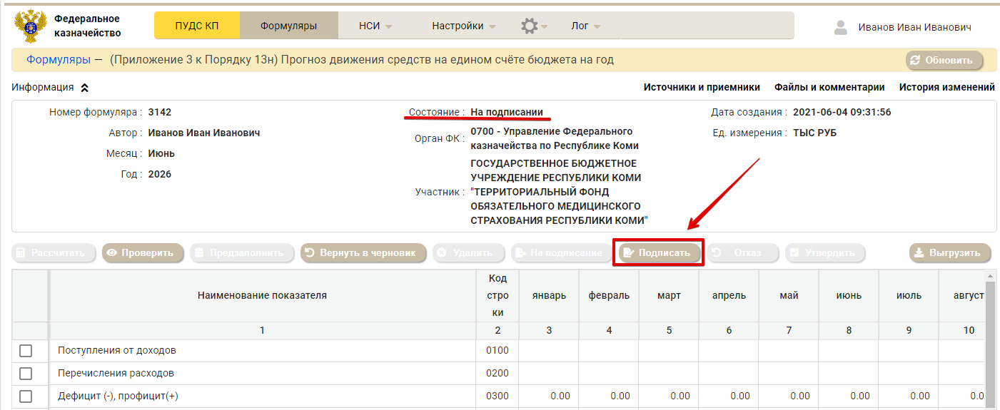 Федеральное
казначейство
ПУДС КП
Формуляры
НСИ
Настройки
Лог
Иванов Иван Иванович
Формуляры — (Приложение 3 к Порядку 13н) Прогноз движения средств на едином счёте бюджета на год
Обновить
Информация
Источники и приемники
Файлы и комментарии
История изменений
Номер формуляра : 3142
Автор : Иванов Иван Иванович
Месяц : Июнь
Год : 2026
Состояние : На подписании
Орган ФК : 0700 - Управление Федерального
казначейства по Республике Коми
ГОСУДАРСТВЕННОЕ БЮДЖЕТНОЕ
УЧРЕЖДЕНИЕ РЕСПУБЛИКИ КОМИ
Участник : "ТЕРРИТОРИАЛЬНЫЙ ФОНД
ОБЯЗАТЕЛЬНОГО МЕДИЦИНСКОГО
СТРАХОВАНИЯ РЕСПУБЛИКИ КОМИ"
Дата создания : 2021-06-04 09:31:56
Ед. измерения : ТЫС РУБ
Рассчитать
Проверить
Предзаполнить
Вернуть в черновик
Удалить
На подписание
Подписать
Отказ
Утвердить
Выгрузить
Наименование показателя
Код
стро
ки
январь
февраль
март
апрель
май
июнь
июль
август
1 2 3 4 5 6 7 8 9 10
Поступления от доходов 0100
Перечисления расходов 0200
Дефицит (-), профицит(+) 0300 0.00 0.00 0.00 0.00 0.00 0.00 0.00 0.0